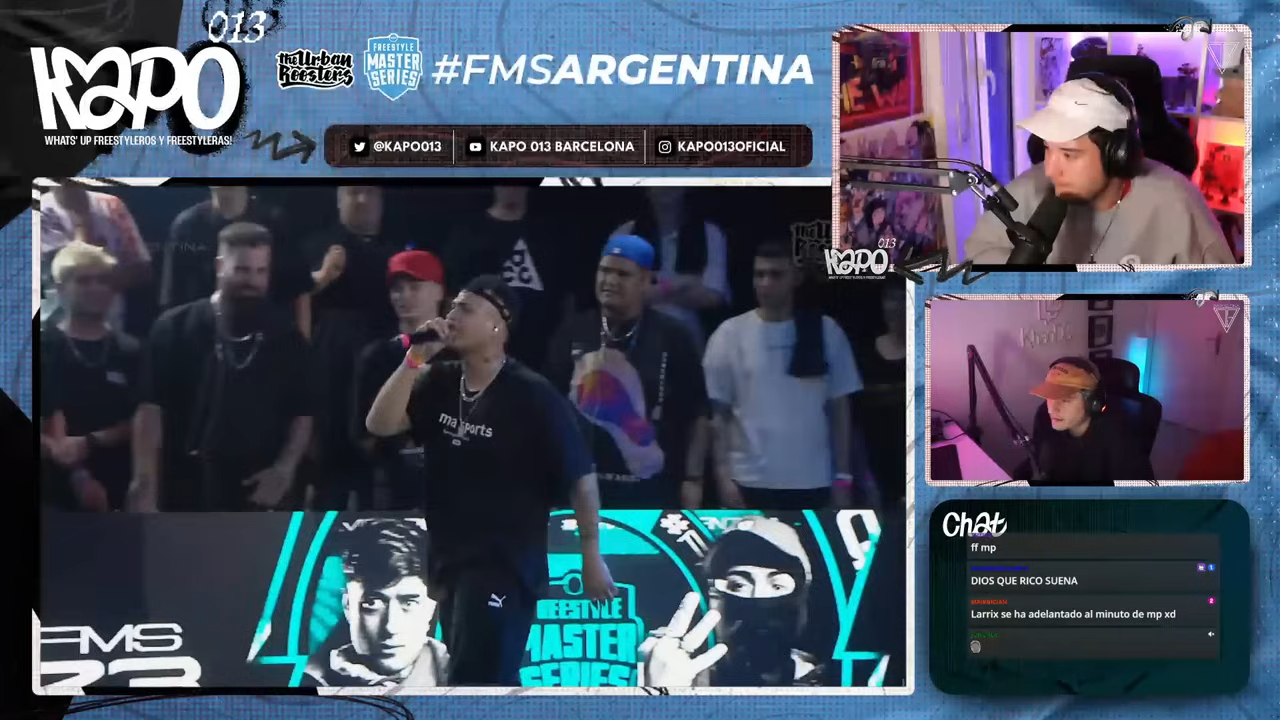 013
KAPO
WHATS' UP FREESTYLEROS Y FREESTYLERAS!
the Urban Roosters
FREESTYLE
MASTER
SERIES
#FMSARGENTINA
@KAPO013
KAPO 013 BARCELONA
KAPO013OFICIAL
013
KAPO
FMS
FREESTYLE
MASTER
SERIES
Chat
ff mp
DIOS QUE RICO SUENA
Larrix se ha adelantado al minuto de mp xd